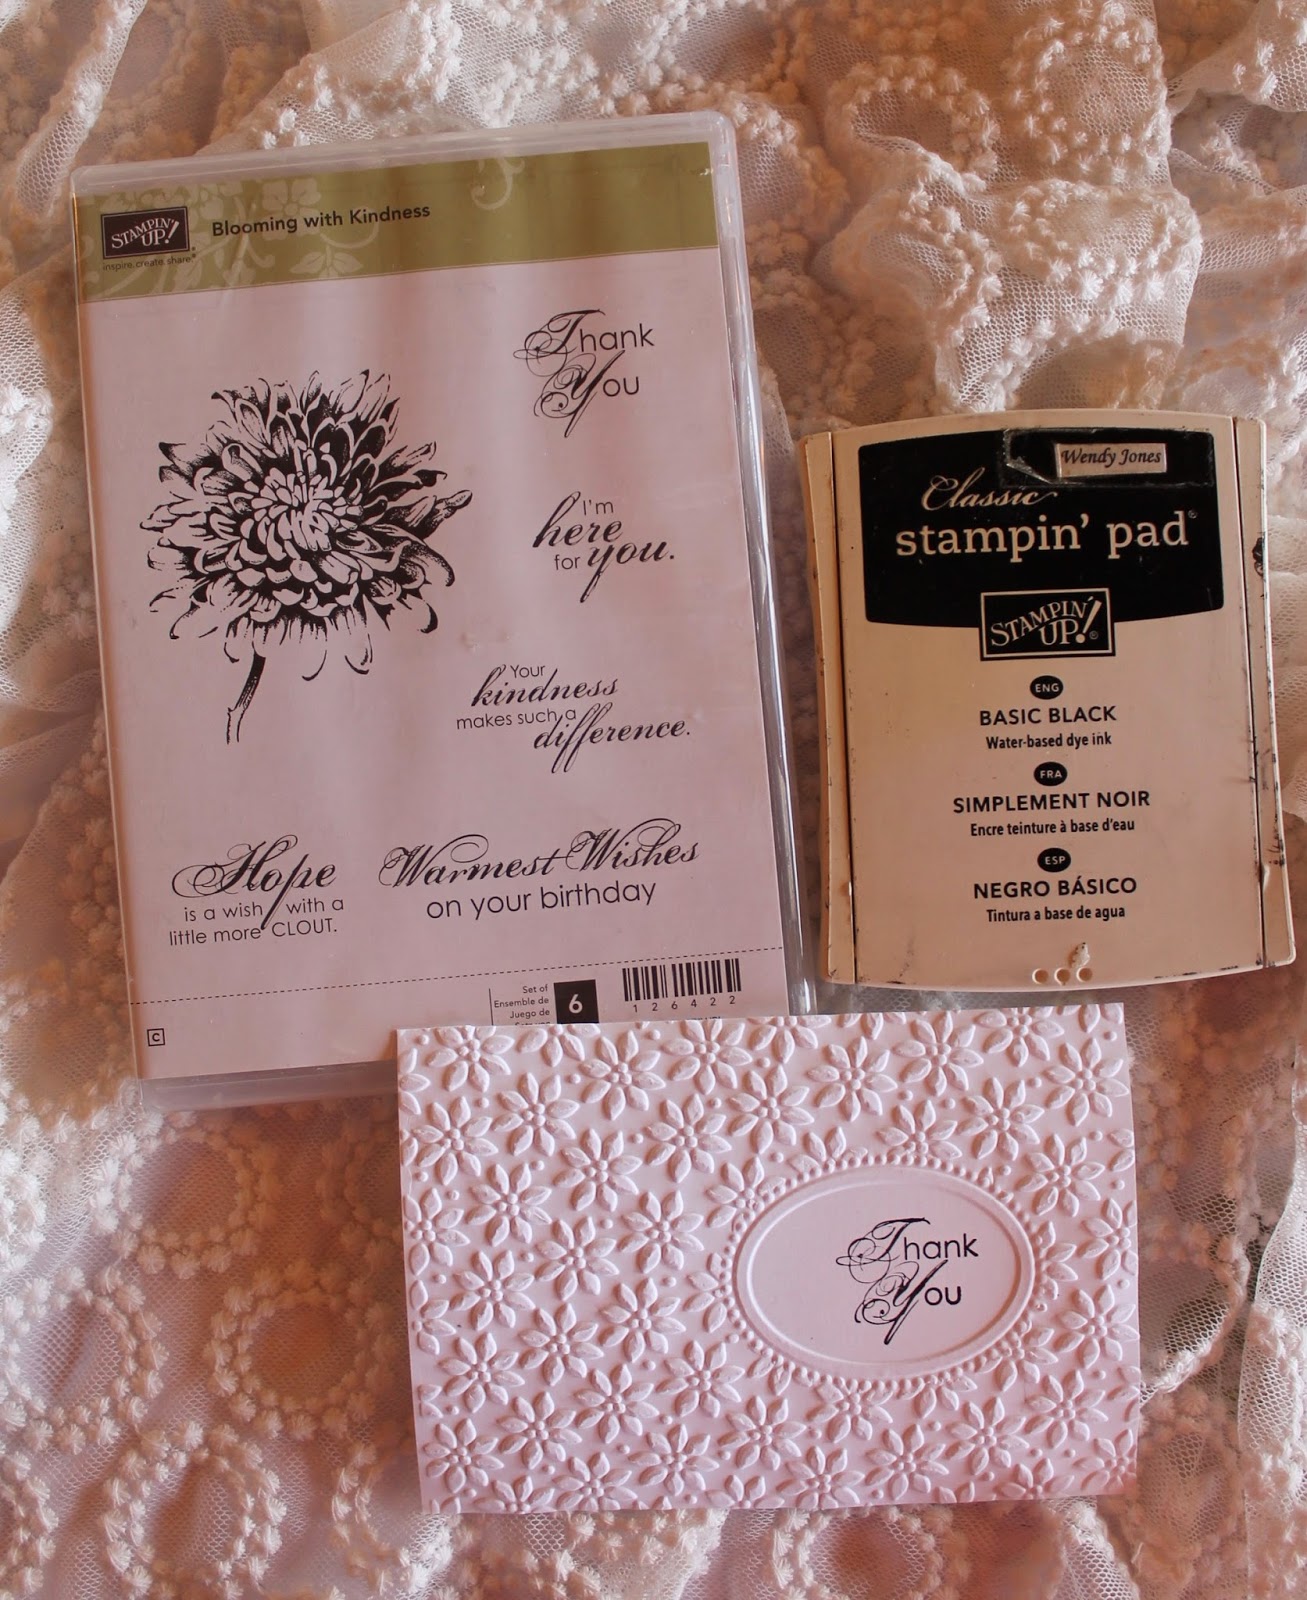 STAMPIN' UP!®
inspire.create.share.®
Blooming with Kindness
Thank
You
I'm
here
for you.
Your
kindness
makes such a
difference.
Hope
is a wish with a
little more CLOUT.
Warmest Wishes
on your birthday
Set of
Ensemble de
Juego de
6
126422
C
Wendy Jones
Classic
stampin' pad®
STAMPIN' UP!®
ENG
BASIC BLACK
Water-based dye ink
FRA
SIMPLEMENT NOIR
Encre teinture à base d'eau
ESP
NEGRO BÁSICO
Tintura a base de agua
Thank
You